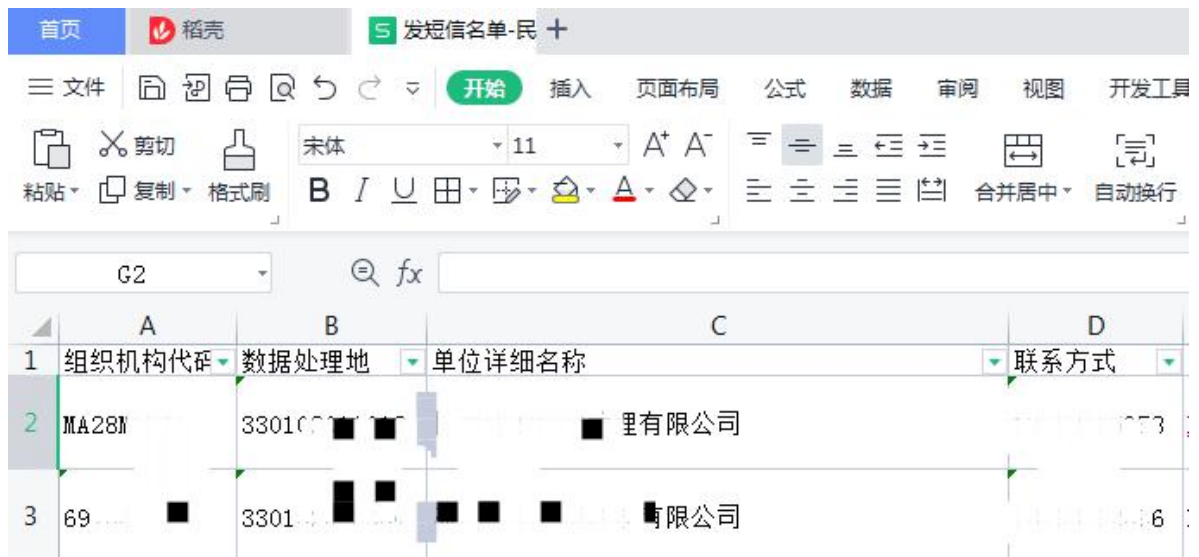 首页 稻壳 S 发短信名单-民 +
三 文件 开始 插入 页面布局 公式 数据 审阅 视图 开发工具
剪切 宋体 11 A+ A-
粘贴 复制 格式刷 B I U A 合并居中 自动换行
G2 fx
A B C D
1 组织机构代码 数据处理地 单位详细名称 联系方式
2 MA28 3301 理有限公司
3 69 3301 有限公司 6